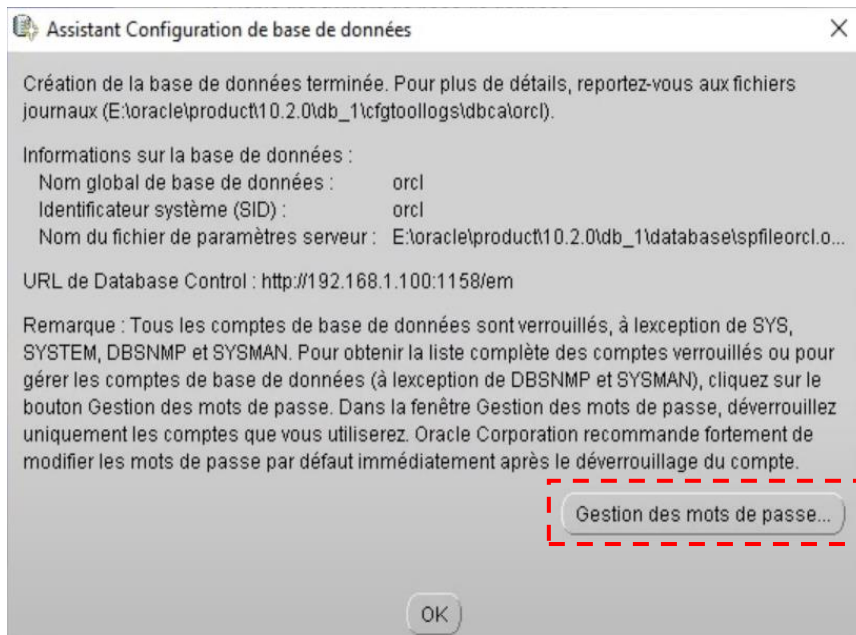 Assistant Configuration de base de données
Création de la base de données terminée. Pour plus de détails, reportez-vous aux fichiers
journaux (E:\oracle\product\10.2.0\db_1\cfgtoollogs\dbca\orcl).
Informations sur la base de données :
Nom global de base de données : orcl
Identificateur système (SID) : orcl
Nom du fichier de paramètres serveur : E:\oracle\product\10.2.0\db_1\database\spfileorcl.o...
URL de Database Control : http://192.168.1.100:1158/em
Remarque : Tous les comptes de base de données sont verrouillés, à lexception de SYS,
SYSTEM, DBSNMP et SYSMAN. Pour obtenir la liste complète des comptes verrouillés ou pour
gérer les comptes de base de données (à lexception de DBSNMP et SYSMAN), cliquez sur le
bouton Gestion des mots de passe. Dans la fenêtre Gestion des mots de passe, déverrouillez
uniquement les comptes que vous utiliserez. Oracle Corporation recommande fortement de
modifier les mots de passe par défaut immédiatement après le déverrouillage du compte.
Gestion des mots de passe...
OK